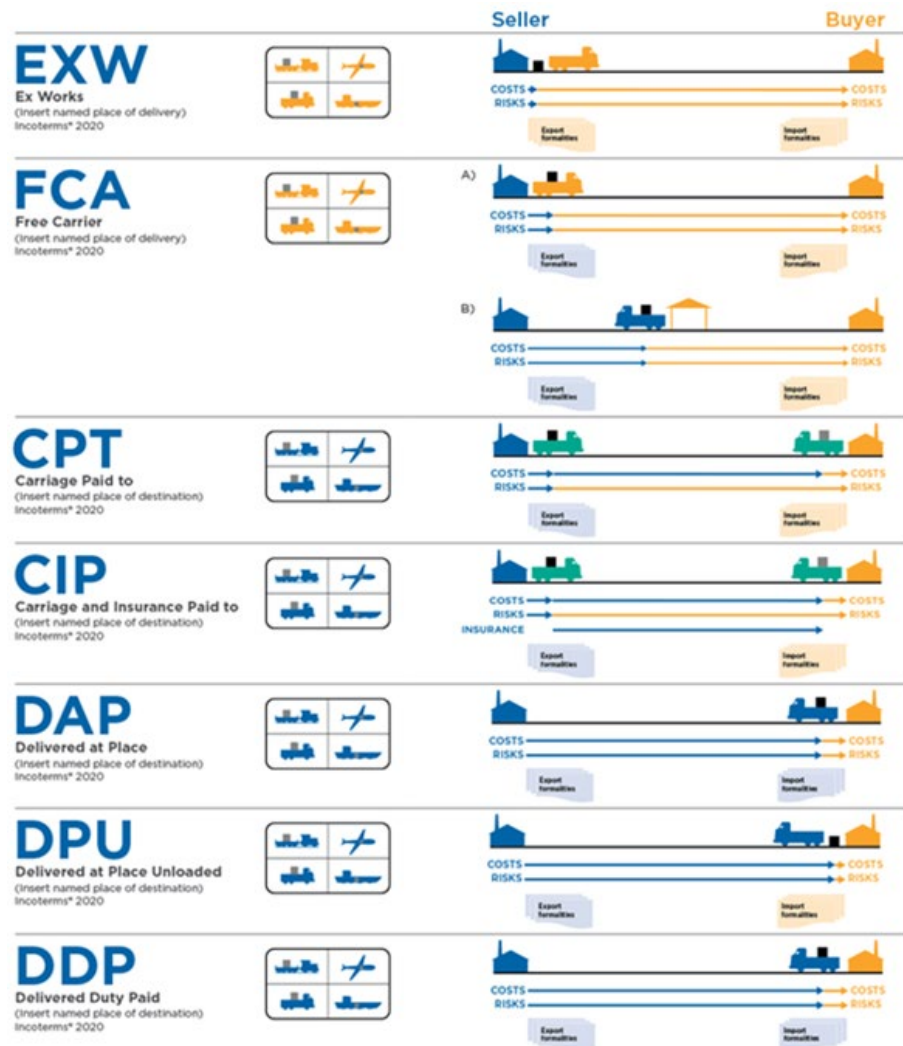 Seller Buyer
EXW
Ex Works
(Insert named place of delivery)
Incoterms® 2020
COSTS COSTS
RISKS RISKS
Export formalities Import formalities
FCA
Free Carrier
(Insert named place of delivery)
Incoterms® 2020
A)
COSTS COSTS
RISKS RISKS
Export formalities Import formalities
B)
COSTS COSTS
RISKS RISKS
Export formalities Import formalities
CPT
Carriage Paid to
(Insert named place of destination)
Incoterms® 2020
COSTS COSTS
RISKS RISKS
Export formalities Import formalities
CIP
Carriage and Insurance Paid to
(Insert named place of destination)
Incoterms® 2020
COSTS COSTS
RISKS RISKS
INSURANCE
Export formalities Import formalities
DAP
Delivered at Place
(Insert named place of destination)
Incoterms® 2020
COSTS COSTS
RISKS RISKS
Export formalities Import formalities
DPU
Delivered at Place Unloaded
(Insert named place of destination)
Incoterms® 2020
COSTS COSTS
RISKS RISKS
Export formalities Import formalities
DDP
Delivered Duty Paid
(Insert named place of destination)
Incoterms® 2020
COSTS COSTS
RISKS RISKS
Export formalities Import formalities